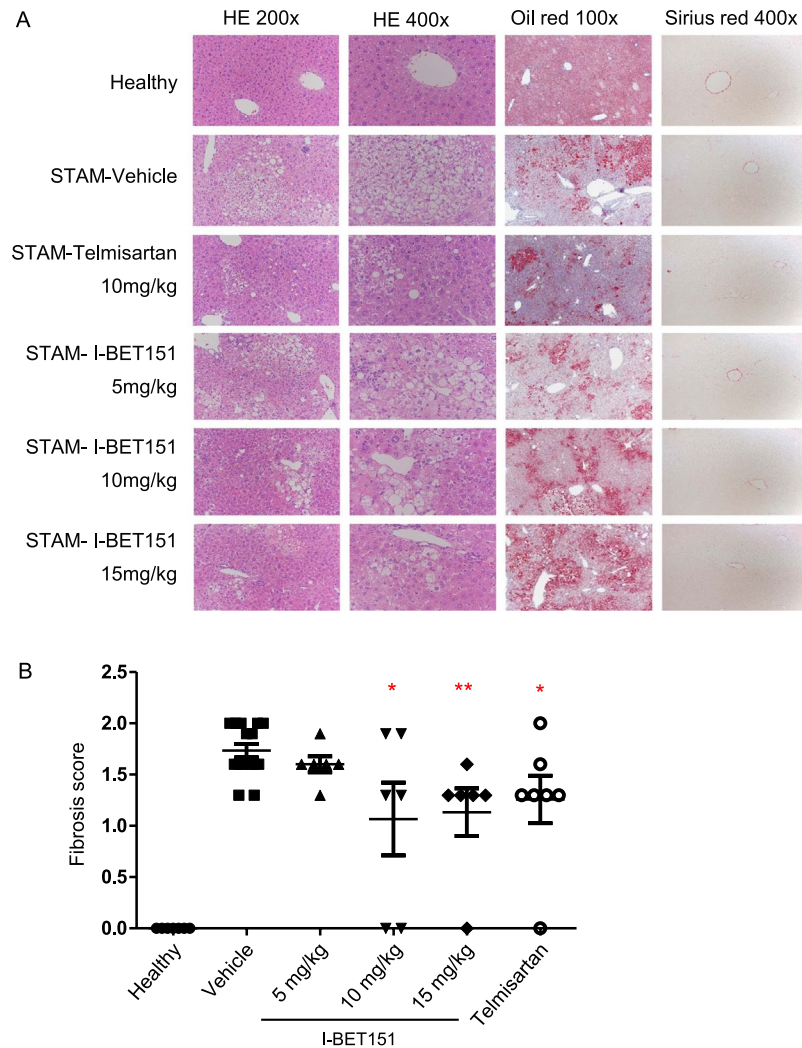 A
HE 200x
HE 400x
Oil red 100x
Sirius red 400x
Healthy
STAM-Vehicle
STAM-Telmisartan
10mg/kg
STAM- I-BET151
5mg/kg
STAM- I-BET151
10mg/kg
STAM- I-BET151
15mg/kg
B
Fibrosis score
2.5
2.0
1.5
1.0
0.5
0.0
*
**
*
Healthy
Vehicle
5 mg/kg
10 mg/kg
15 mg/kg
Telmisartan
I-BET151